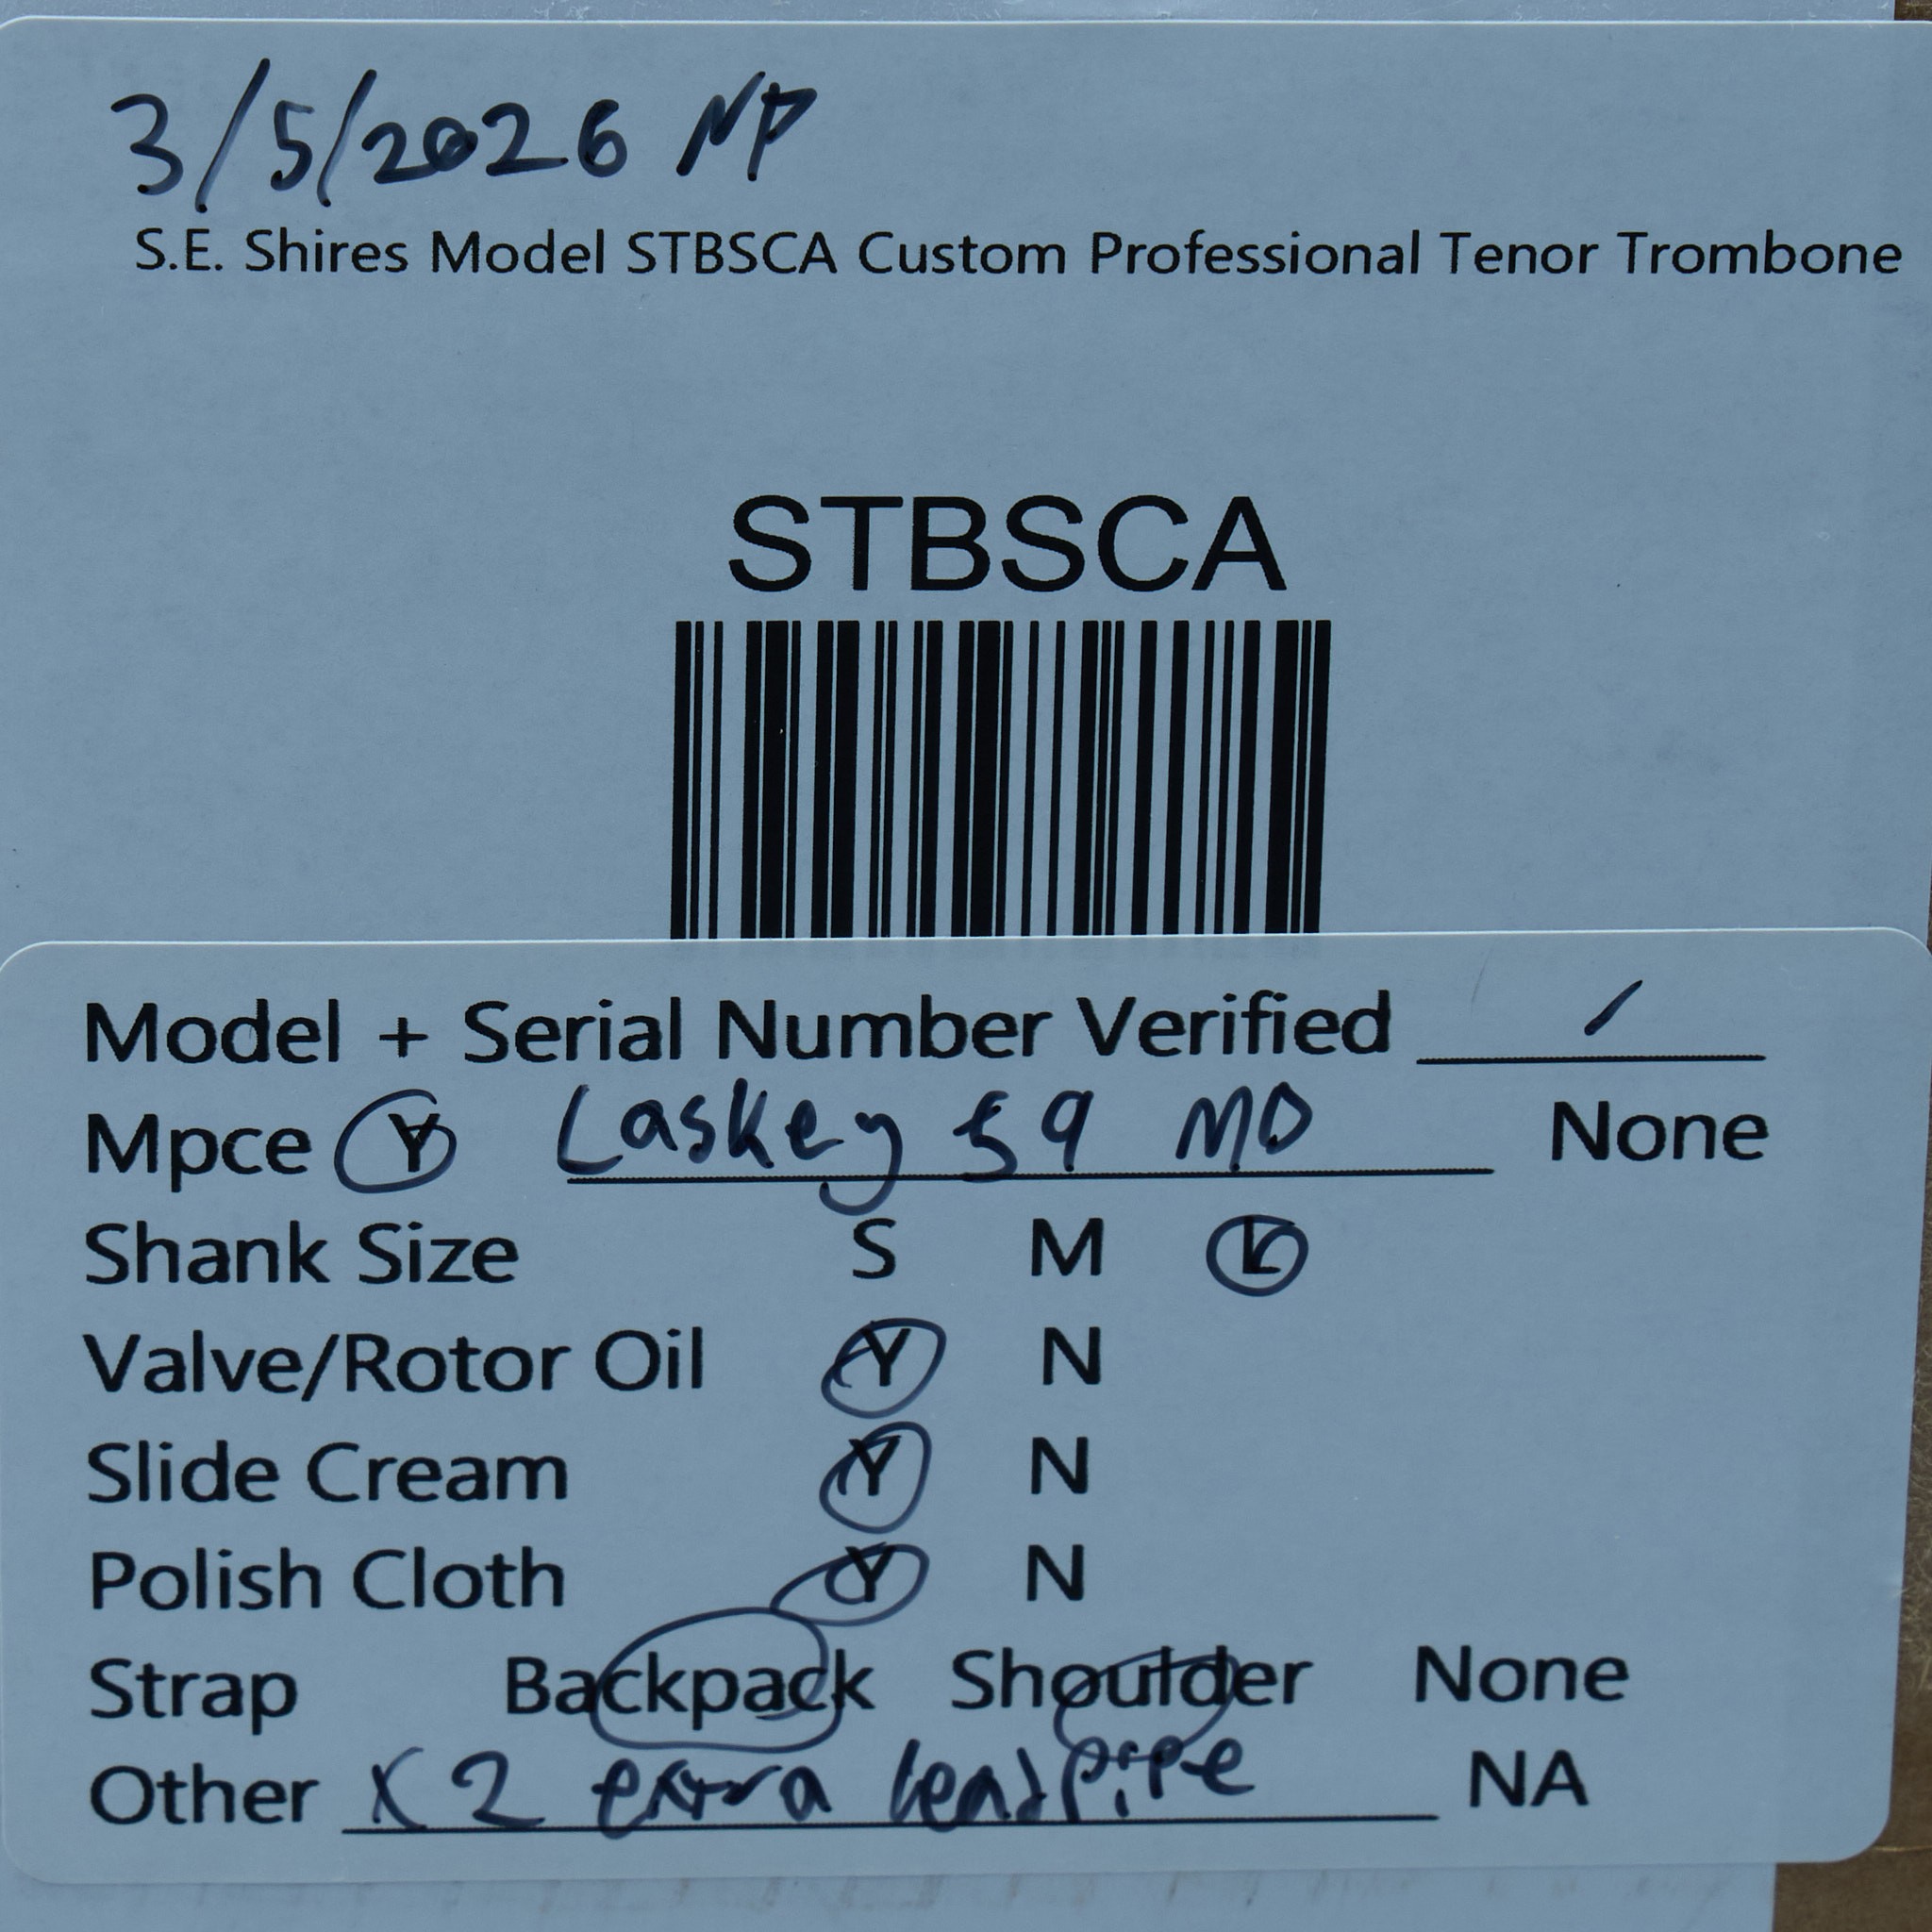 3/5/2026 NP
S.E. Shires Model STBSCA Custom Professional Tenor Trombone
STBSCA
Model + Serial Number Verified
Mpce Y Laskey 59 MD None
Shank Size S M L
Valve/Rotor Oil Y N
Slide Cream Y N
Polish Cloth Y N
Strap Backpack Shoulder None
Other x2 extra leadpipe NA